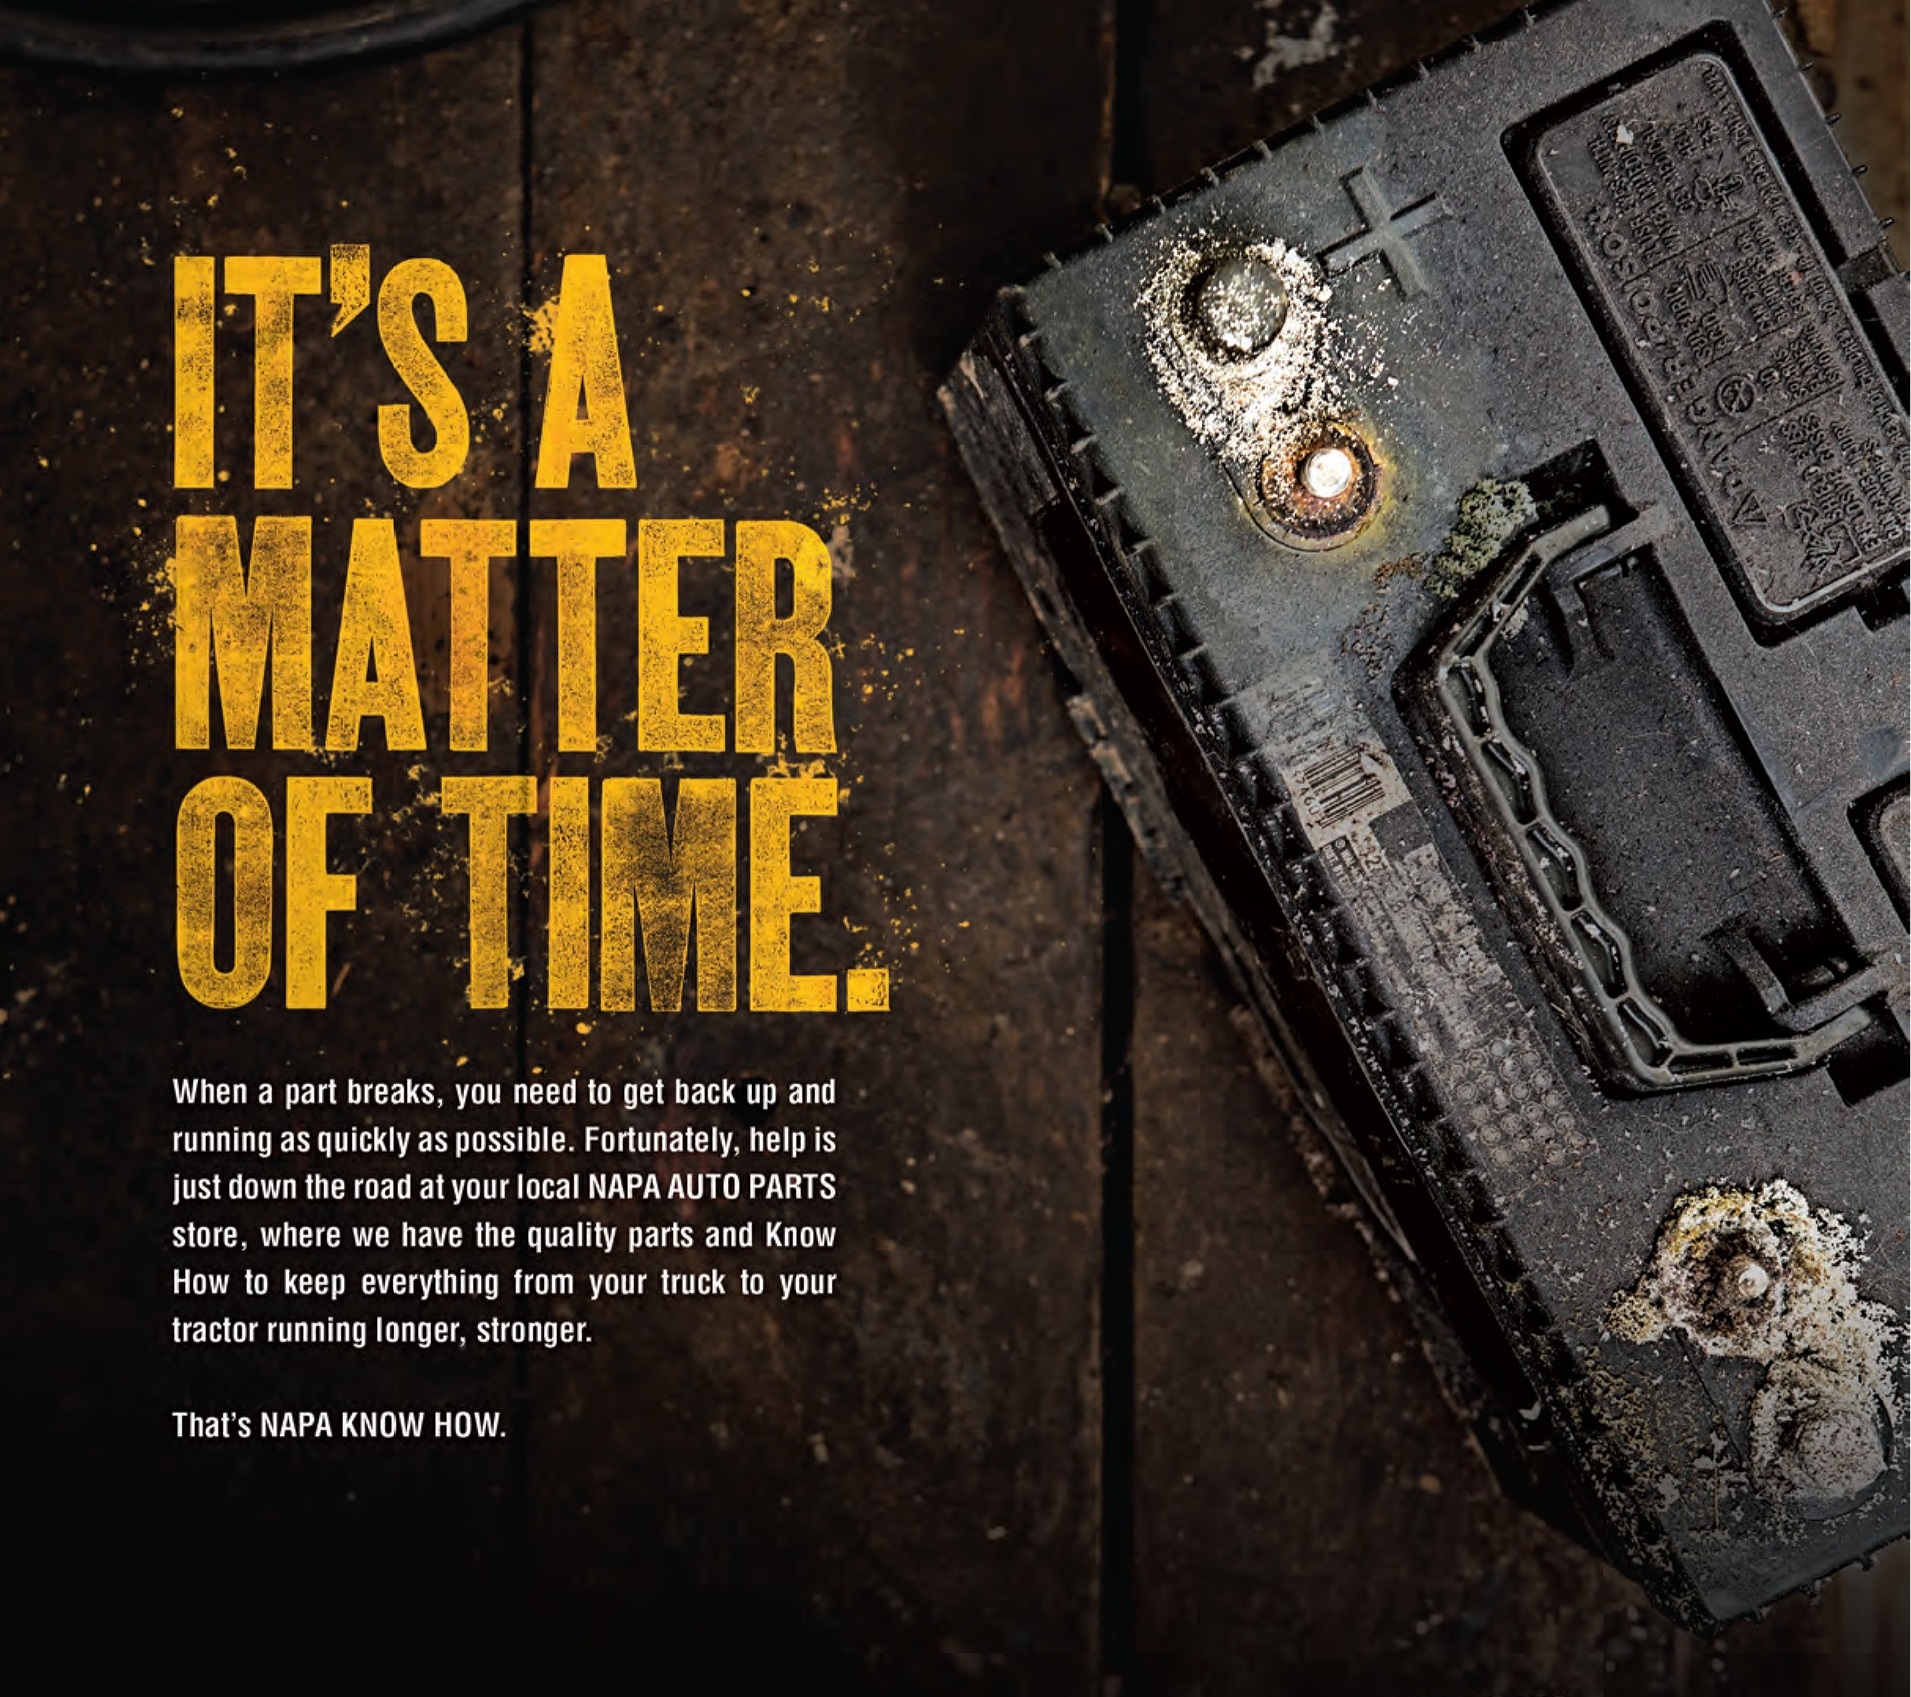 IT'S A
MATTER
OF TIME.
When a part breaks, you need to get back up and
running as quickly as possible. Fortunately, help is
just down the road at your local NAPA AUTO PARTS
store, where we have the quality parts and Know
How to keep everything from your truck to your
tractor running longer, stronger.
That’s NAPA KNOW HOW.